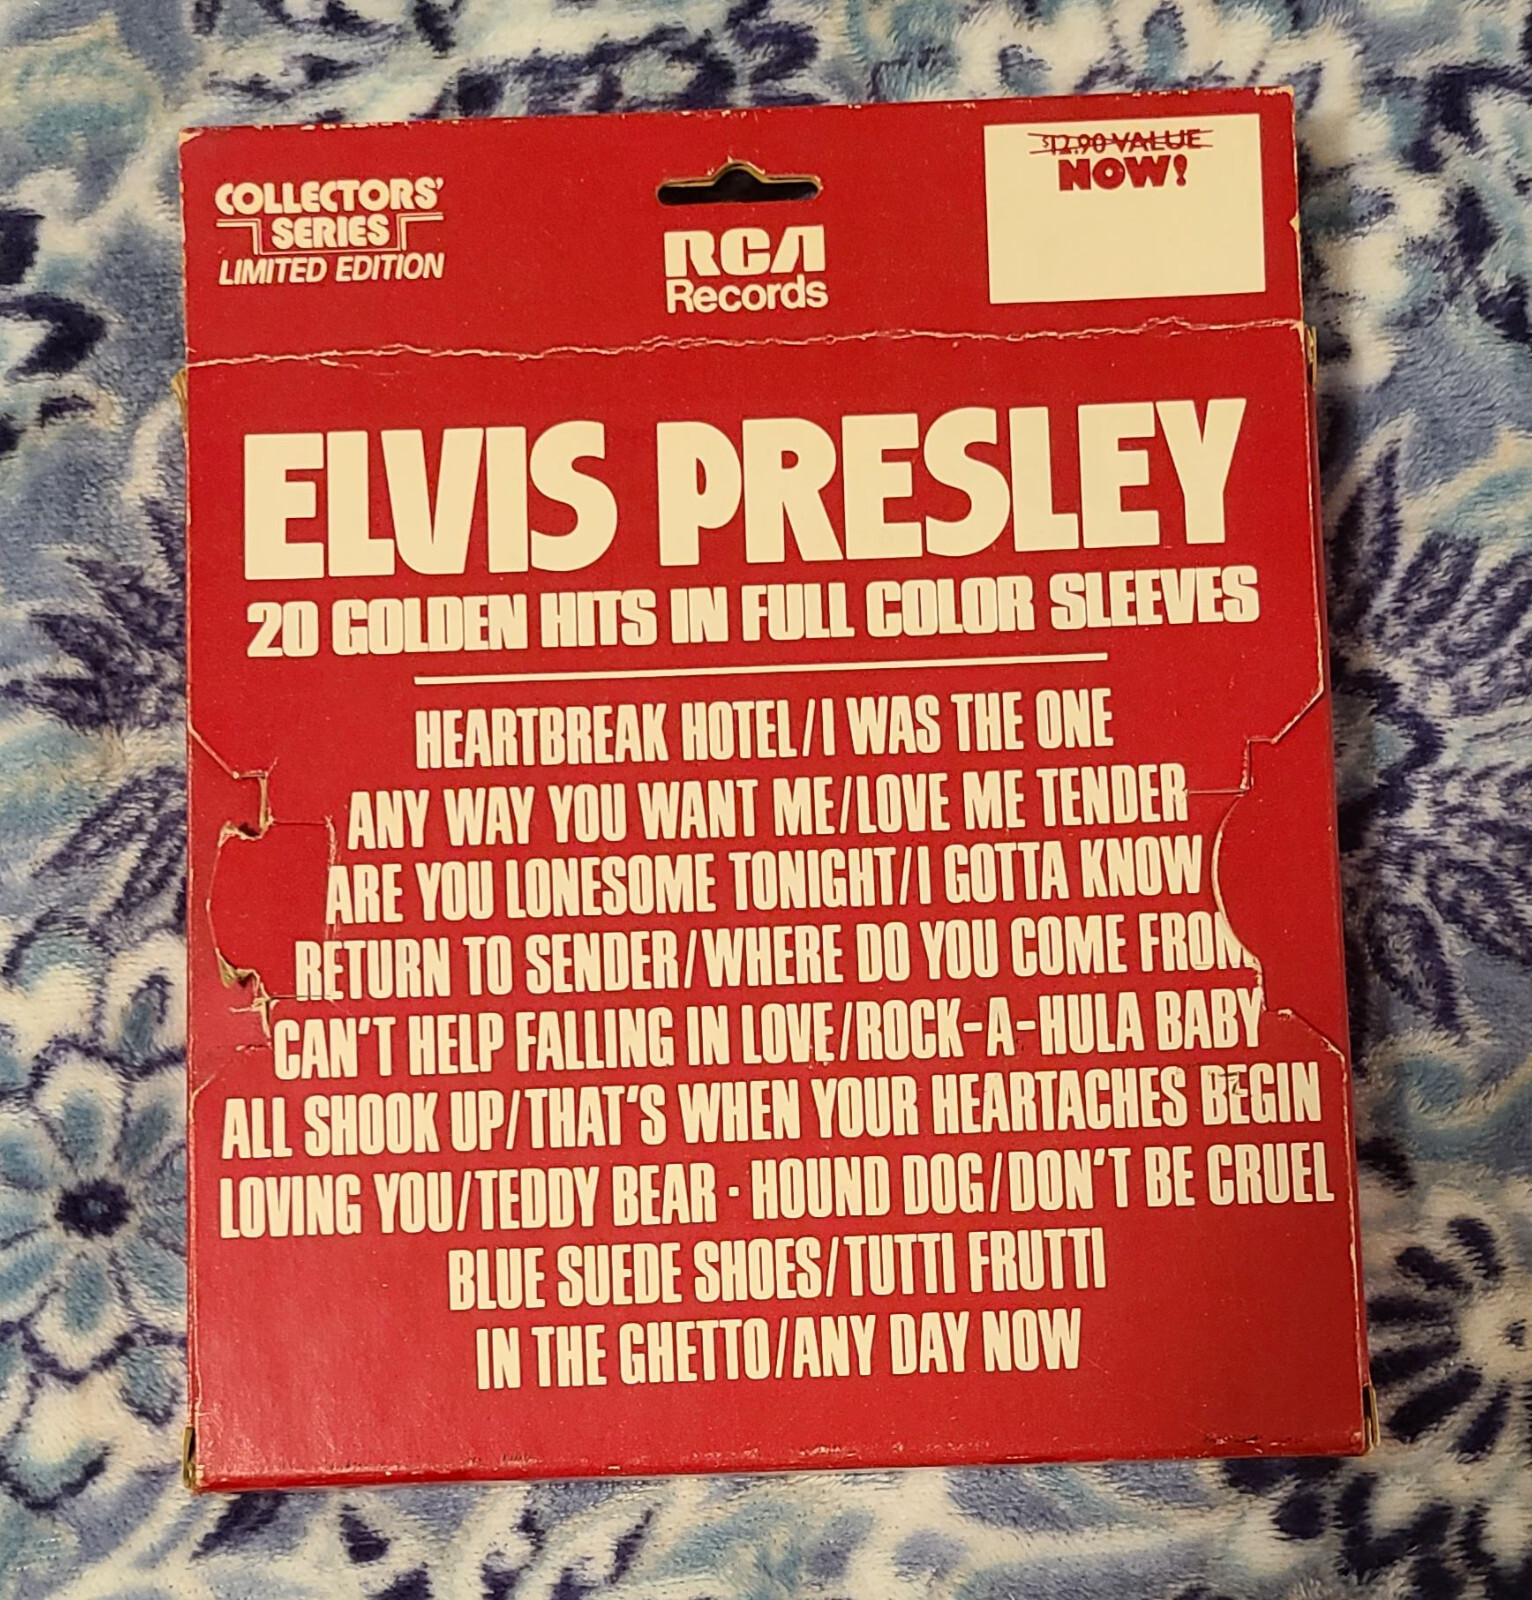 COLLECTORS'
SERIES
LIMITED EDITION
RCA
Records
$12.90 VALUE
NOW!
ELVIS PRESLEY
20 GOLDEN HITS IN FULL COLOR SLEEVES
HEARTBREAK HOTEL/I WAS THE ONE
ANY WAY YOU WANT ME/LOVE ME TENDER
ARE YOU LONESOME TONIGHT/I GOTTA KNOW
RETURN TO SENDER/WHERE DO YOU COME FROM
CAN'T HELP FALLING IN LOVE/ROCK-A-HULA BABY
ALL SHOOK UP/THAT'S WHEN YOUR HEARTACHES BEGIN
LOVING YOU/TEDDY BEAR · HOUND DOG/DON'T BE CRUEL
BLUE SUEDE SHOES/TUTTI FRUTTI
IN THE GHETTO/ANY DAY NOW